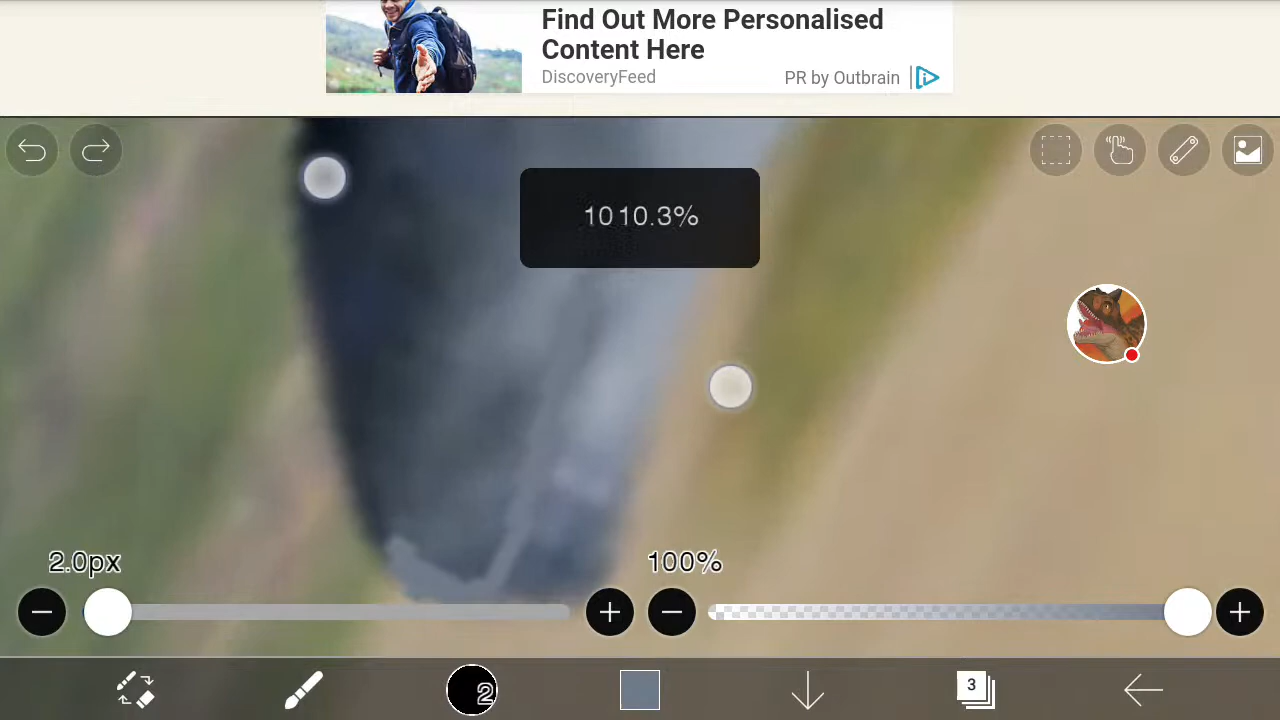 Find Out More Personalised
Content Here
DiscoveryFeed
PR by Outbrain
1010.3%
2.0px
100%
2
3